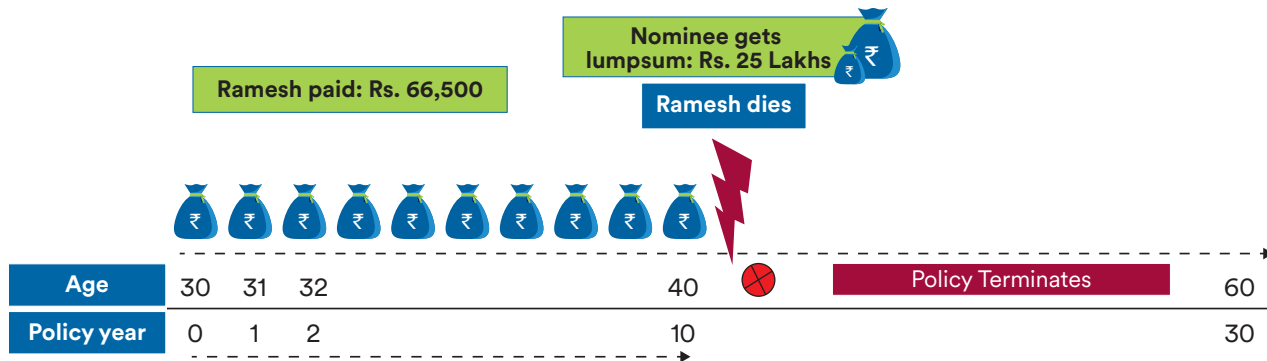 Nominee gets
lumpsum: Rs. 25 Lakhs
₹
₹
Ramesh paid: Rs. 66,500
Ramesh dies
₹ ₹ ₹ ₹ ₹ ₹ ₹ ₹ ₹ ₹
Age 30 31 32 40 Policy Terminates 60
Policy year 0 1 2 10 30